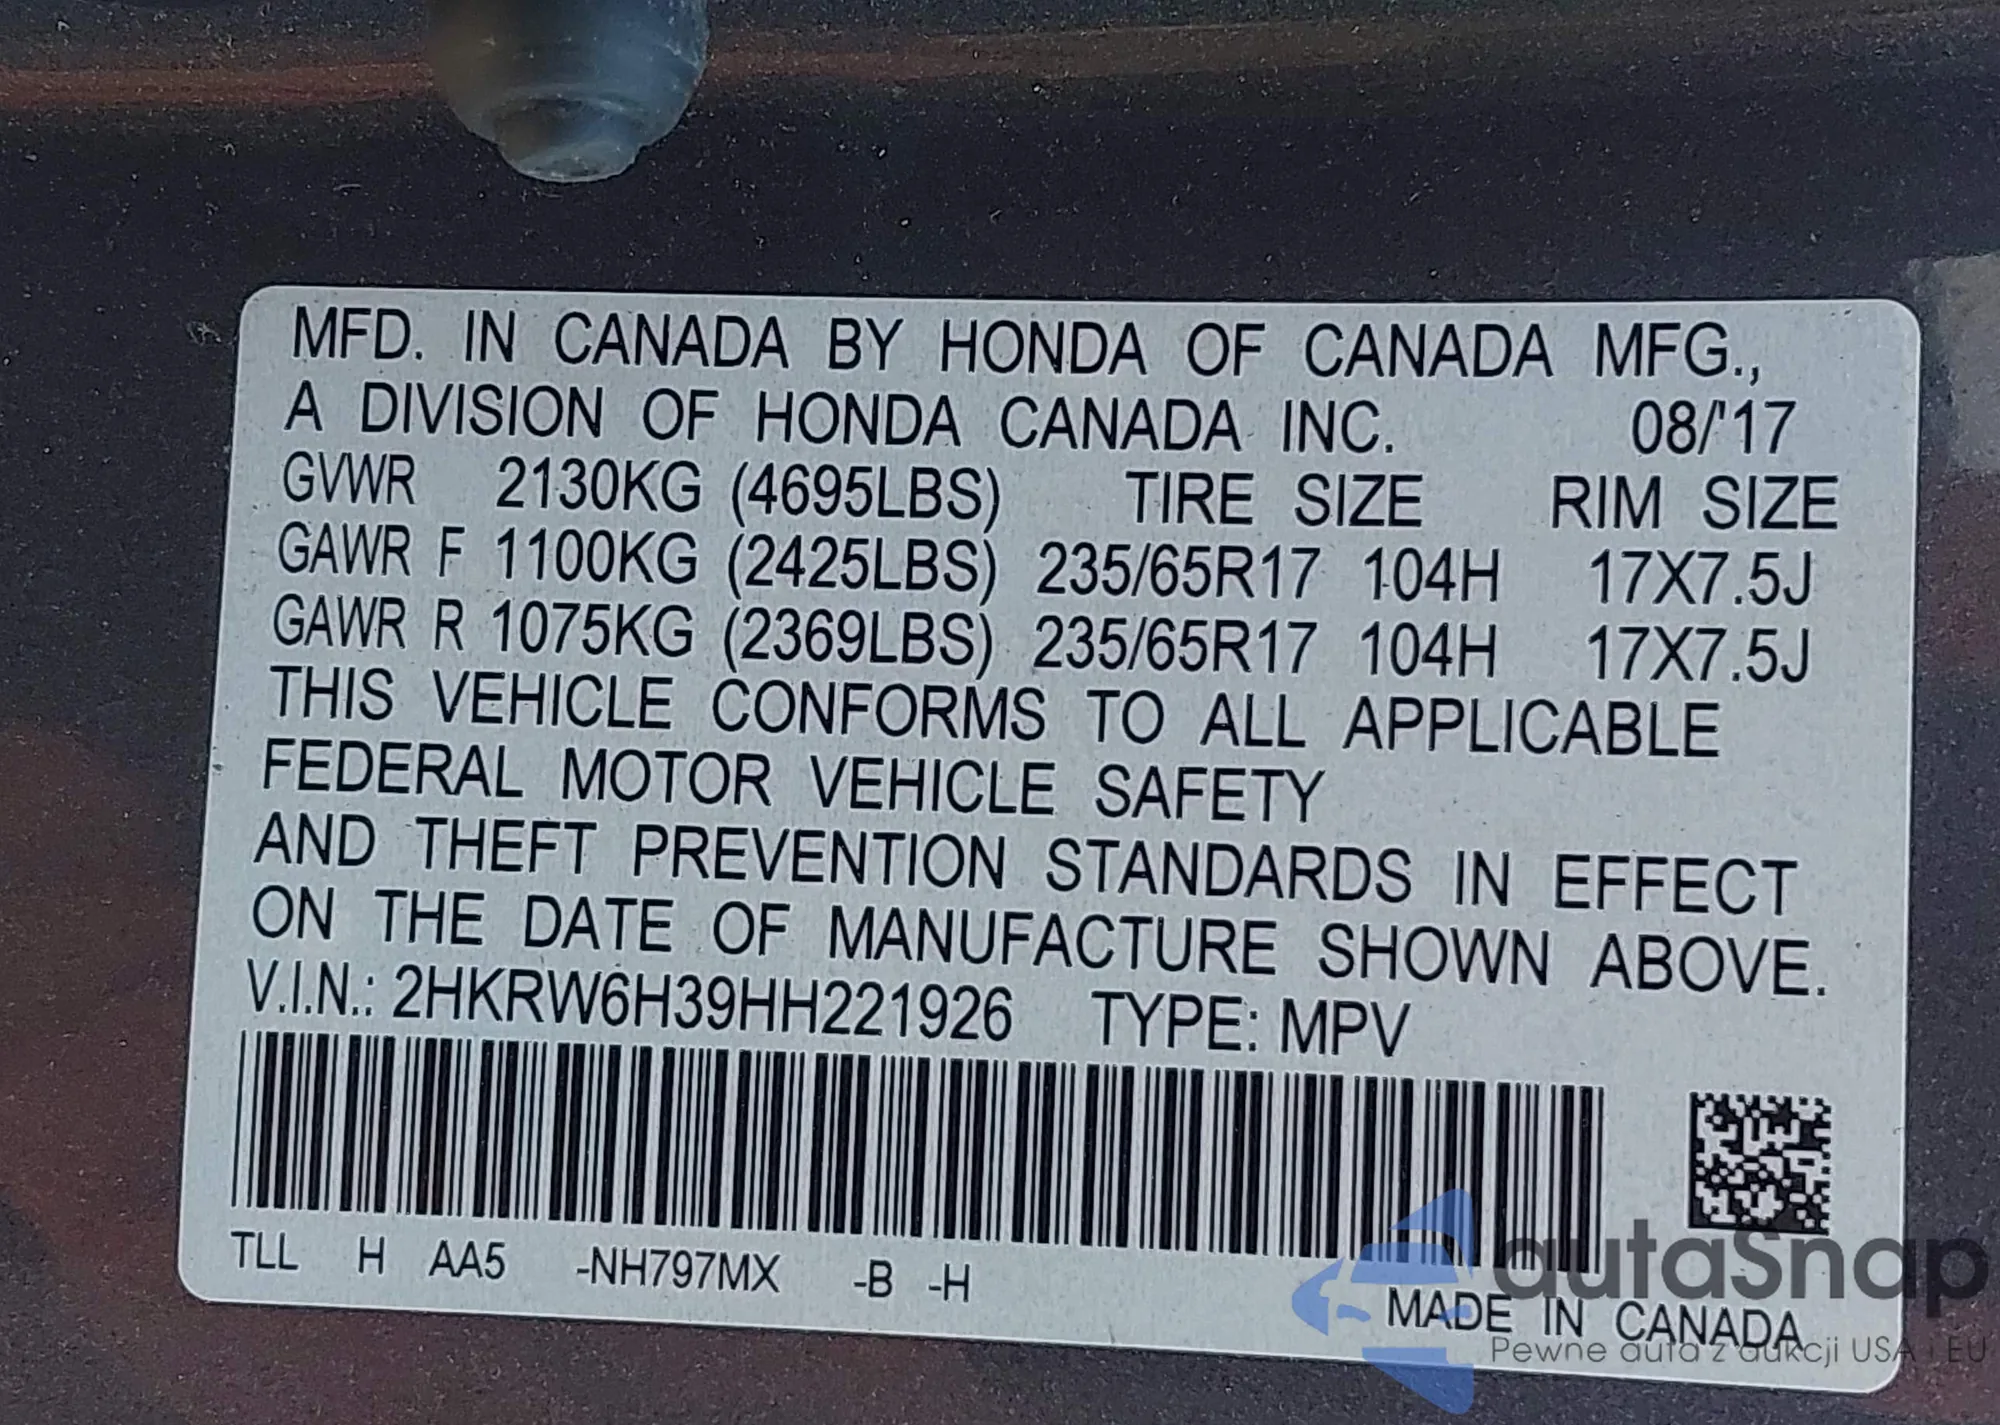 MFD. IN CANADA BY HONDA OF CANADA MFG.,
A DIVISION OF HONDA CANADA INC. 08/'17
GVWR 2130KG (4695LBS) TIRE SIZE RIM SIZE
GAWR F 1100KG (2425LBS) 235/65R17 104H 17X7.5J
GAWR R 1075KG (2369LBS) 235/65R17 104H 17X7.5J
THIS VEHICLE CONFORMS TO ALL APPLICABLE
FEDERAL MOTOR VEHICLE SAFETY
AND THEFT PREVENTION STANDARDS IN EFFECT
ON THE DATE OF MANUFACTURE SHOWN ABOVE.
V.I.N.: 2HKRW6H39HH221926 TYPE: MPV
TLL H AA5 -NH797MX -B -H
MADE IN CANADA
autaSnap
Pewne auta z aukcji USA i EU